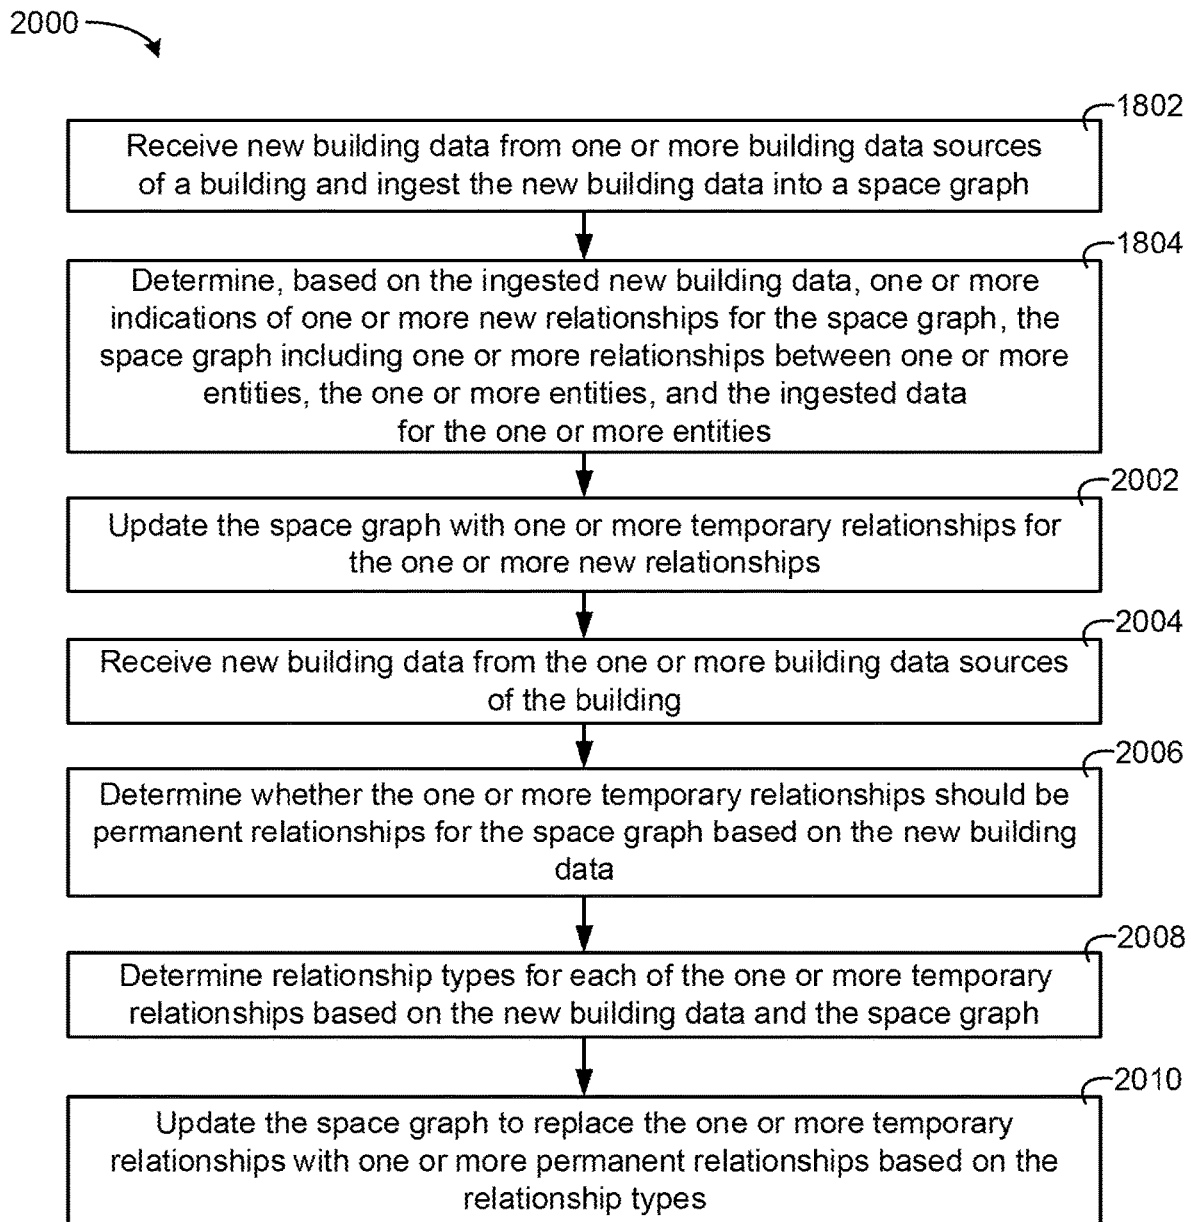 2000
1802
Receive new building data from one or more building data sources
of a building and ingest the new building data into a space graph
1804
Determine, based on the ingested new building data, one or more
indications of one or more new relationships for the space graph, the
space graph including one or more relationships between one or more
entities, the one or more entities, and the ingested data
for the one or more entities
2002
Update the space graph with one or more temporary relationships for
the one or more new relationships
2004
Receive new building data from the one or more building data sources
of the building
2006
Determine whether the one or more temporary relationships should be
permanent relationships for the space graph based on the new building
data
2008
Determine relationship types for each of the one or more temporary
relationships based on the new building data and the space graph
2010
Update the space graph to replace the one or more temporary
relationships with one or more permanent relationships based on the
relationship types